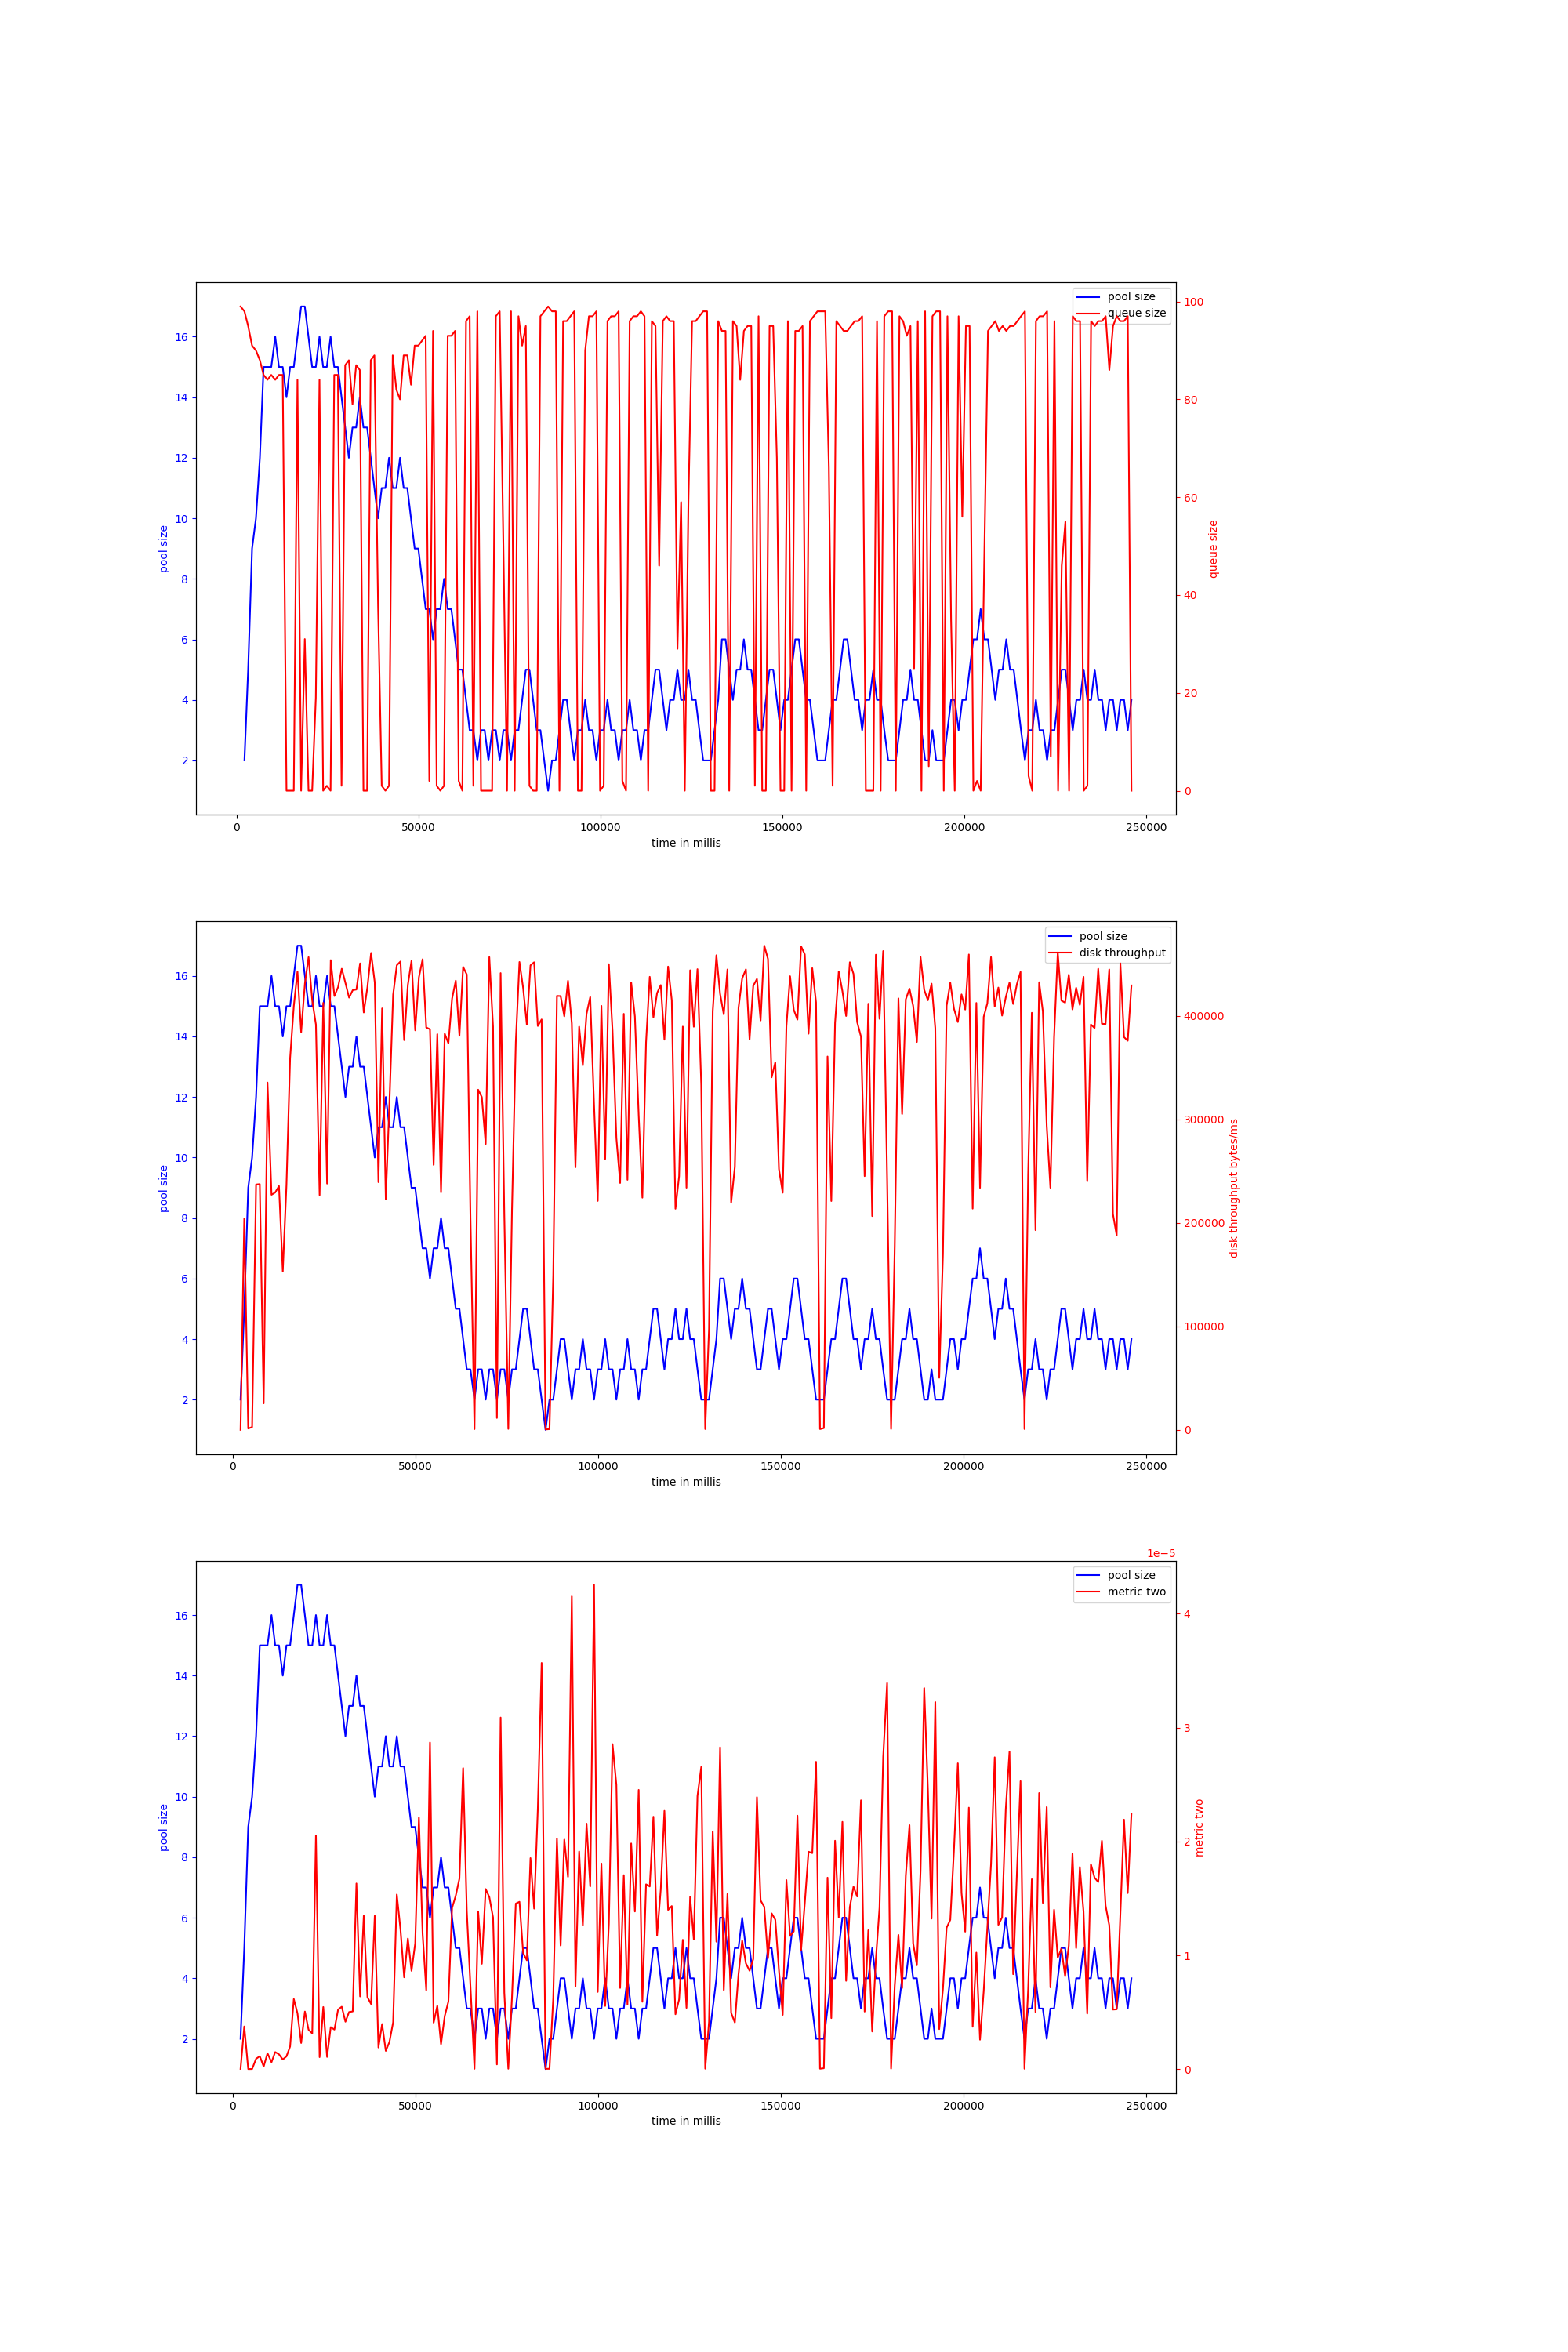 pool size
queue size
16
14
12
10
8
6
4
2
pool size
100
80
60
40
20
0
queue size
0 50000 100000 150000 200000 250000
time in millis
pool size
disk throughput
16
14
12
10
8
6
4
2
pool size
400000
300000
200000
100000
0
disk throughput bytes/ms
0 50000 100000 150000 200000 250000
time in millis
1e−5
pool size
metric two
16
14
12
10
8
6
4
2
pool size
4
3
2
1
0
metric two
0 50000 100000 150000 200000 250000
time in millis